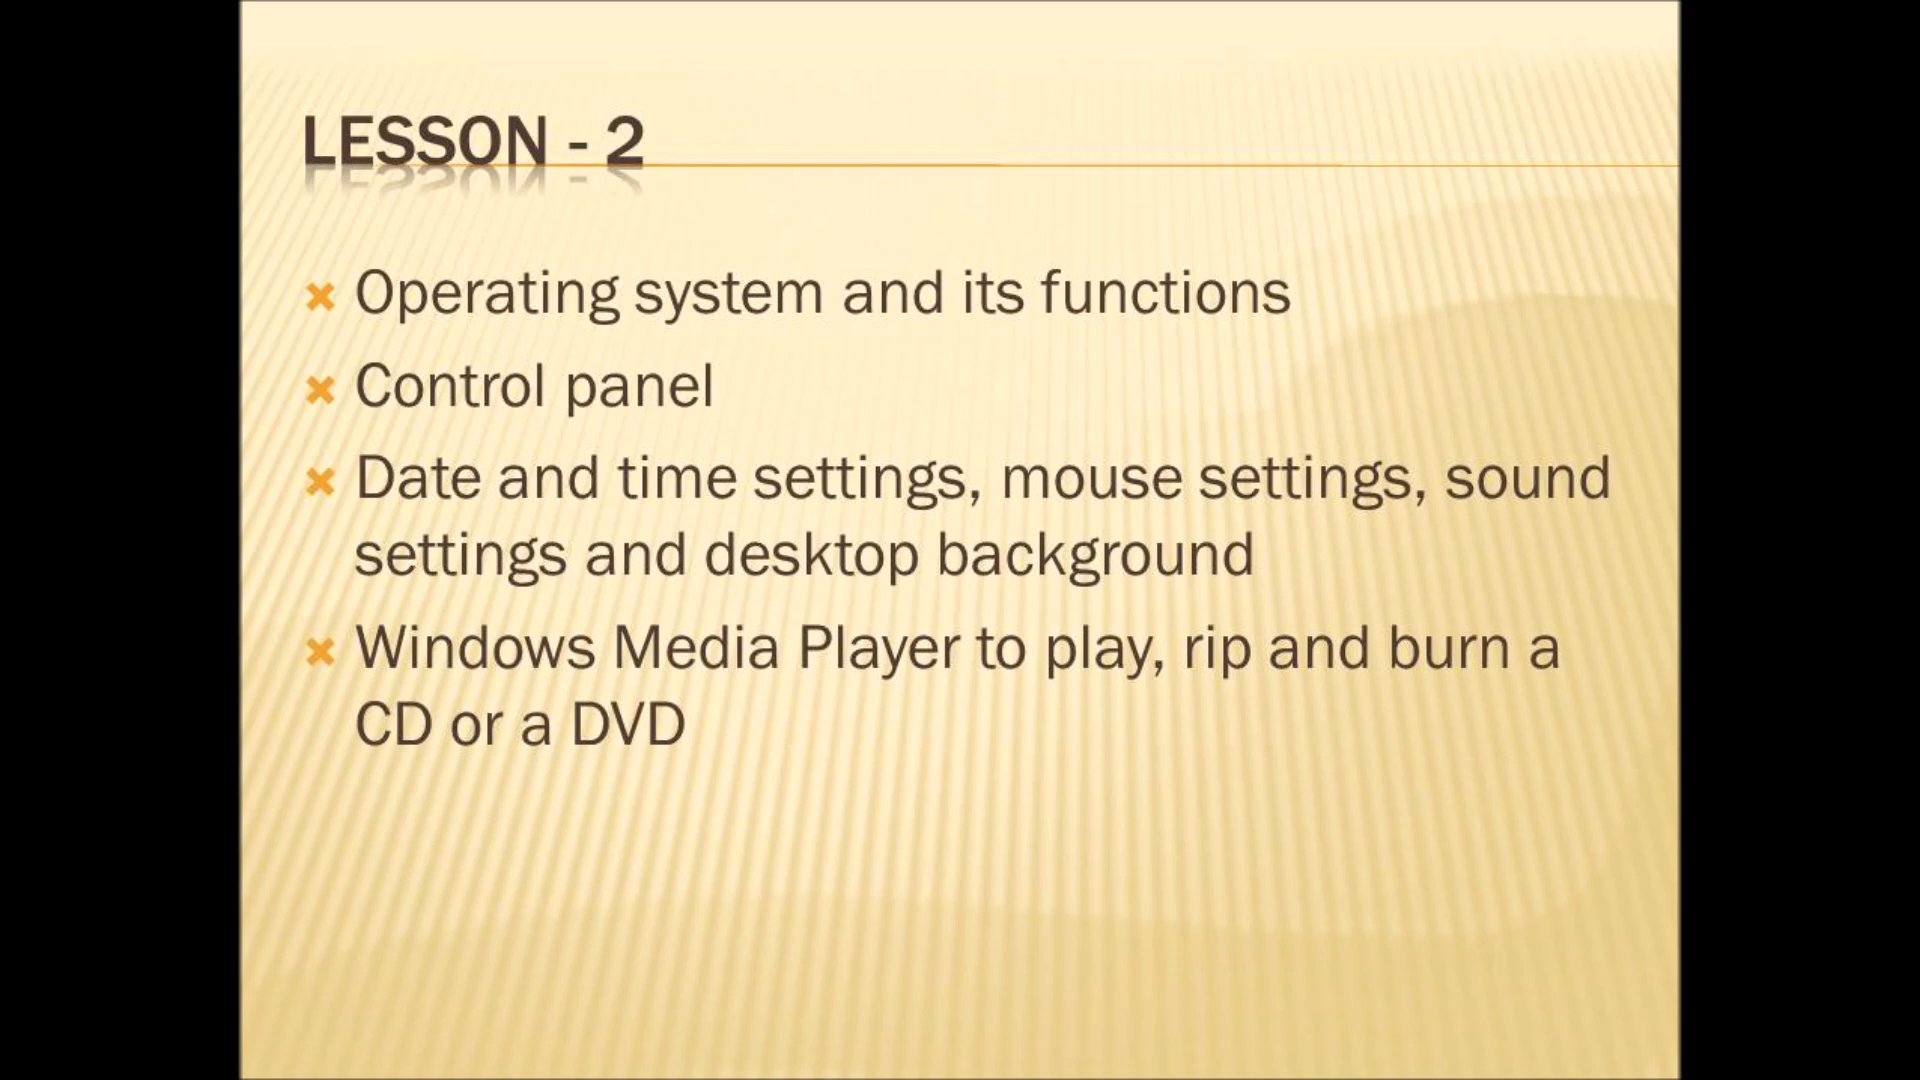 LESSON - 2
Operating system and its functions
Control panel
Date and time settings, mouse settings, sound
settings and desktop background
Windows Media Player to play, rip and burn a
CD or a DVD